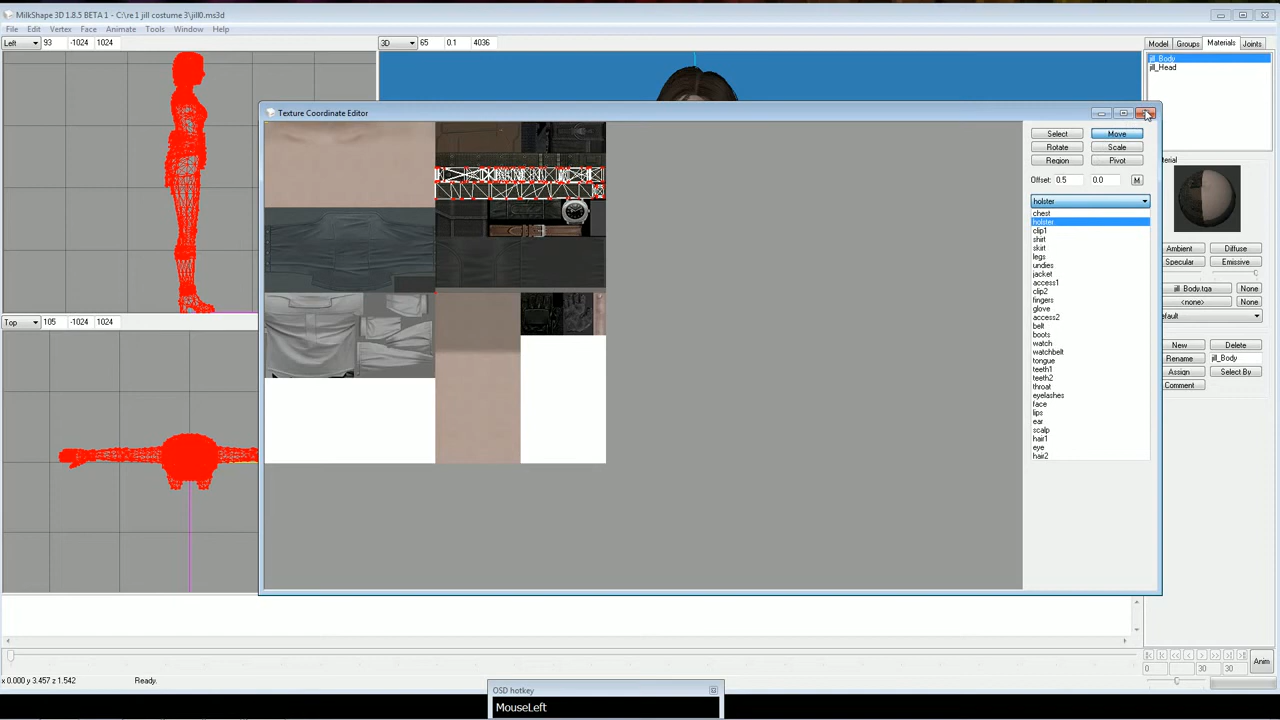 MilkShape 3D 1.8.5 BETA 1 - C:\re 1 jill costume 3\jill0.ms3d
File Edit Vertex Face Animate Tools Window Help
Left 93 -1024 1024
3D 65 0.1 4036
Model Groups Materials Joints
jill_Body
jill_Head
Texture Coordinate Editor
Select Move
Rotate Scale
Region Pivot
Offset: 0.5 0.0 M
holster
chest
holster
clip1
shirt
skirt
legs
undies
jacket
access1
clip2
fingers
glove
access2
belt
boots
watch
watchbelt
tongue
teeth1
teeth2
throat
eyelashes
face
lips
ear
scalp
hair1
eye
hair2
aterial
Ambient Diffuse
Specular Emissive
jill_Body.tga None
<none> None
efault
New Delete
Rename jill_Body
Assign Select By
Comment
Top 105 -1024 1024
0 30 30 Anim
x 0.000 y 3.457 z 1.542 Ready.
OSD hotkey
MouseLeft